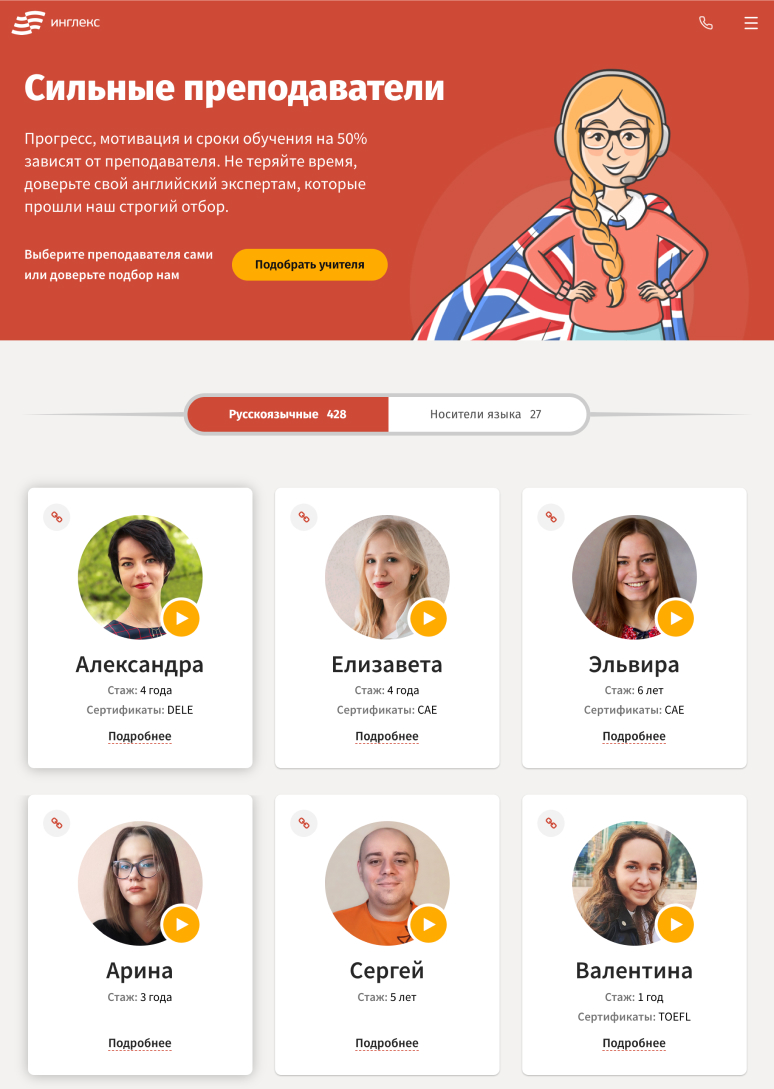 инглекс
Сильные преподаватели
Прогресс, мотивация и сроки обучения на 50%
зависят от преподавателя. Не теряйте время,
доверьте свой английский экспертам, которые
прошли наш строгий отбор.
Выберите преподавателя сами
или доверьте подбор нам
Подобрать учителя
Русскоязычные 428
Носители языка 27
Александра
Стаж: 4 года
Сертификаты: DELE
Подробнее
Елизавета
Стаж: 4 года
Сертификаты: CAE
Подробнее
Эльвира
Стаж: 6 лет
Сертификаты: CAE
Подробнее
Арина
Стаж: 3 года
Подробнее
Сергей
Стаж: 5 лет
Подробнее
Валентина
Стаж: 1 год
Сертификаты: TOEFL
Подробнее